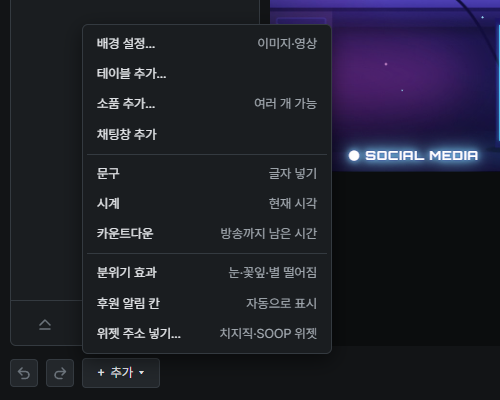 배경 설정... 이미지·영상
테이블 추가...
소품 추가... 여러 개 가능
채팅창 추가
문구 글자 넣기
시계 현재 시각
카운트다운 방송까지 남은 시간
분위기 효과 눈·꽃잎·별 떨어짐
후원 알림 칸 자동으로 표시
위젯 주소 넣기... 치지직·SOOP 위젯
SOCIAL MEDIA
+ 추가